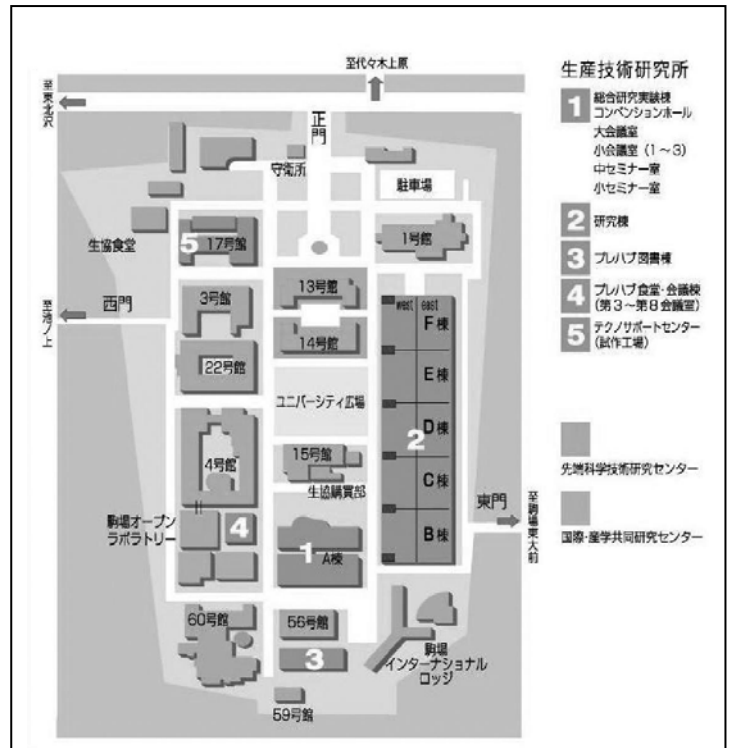 至代々木上原
至東北沢
正門
守衛所
駐車場
生協食堂
5
17号館
1号館
西門
至池ノ上
3号館
13号館
14号館
22号館
west
east
F棟
E棟
D棟
C棟
B棟
2
ユニバーシティ広場
4号館
15号館
生協購買部
東門
至駒場東大前
駒場オープン
ラボラトリー
4
1
A棟
60号館
56号館
3
59号館
駒場
インターナショナル
ロッジ
生産技術研究所
1
総合研究実験棟
コンベンションホール
大会議室
小会議室（1～3）
中セミナー室
小セミナー室
2
研究棟
3
プレハブ図書棟
4
プレハブ食堂・会議棟
（第3～第8会議室）
5
テクノサポートセンター
（試作工場）
先端科学技術研究センター
国際・産学共同研究センター